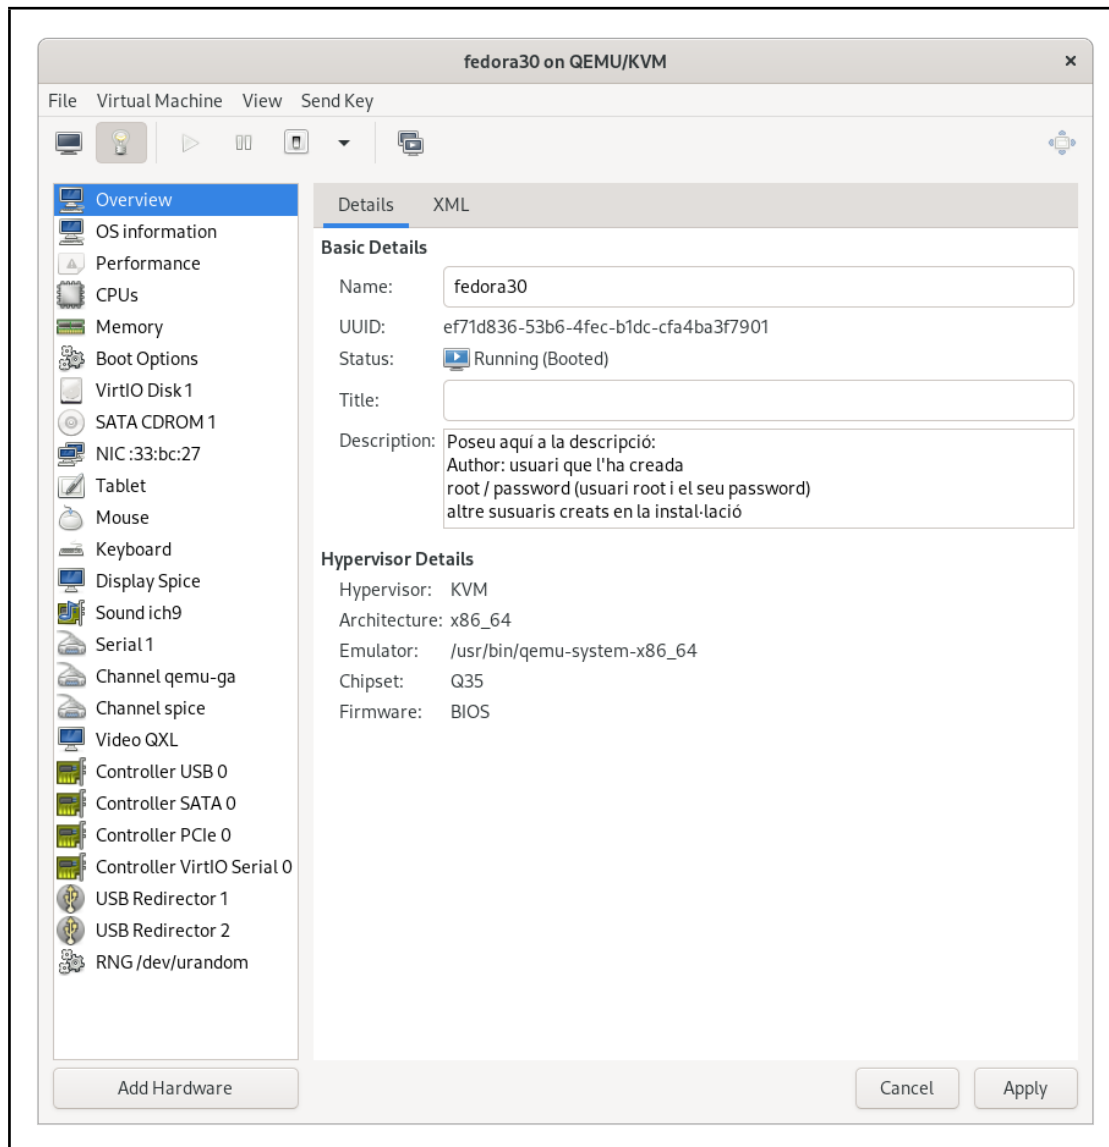 fedora30 on QEMU/KVM
File Virtual Machine View Send Key
Overview
OS information
Performance
CPUs
Memory
Boot Options
VirtIO Disk 1
SATA CDROM 1
NIC :33:bc:27
Tablet
Mouse
Keyboard
Display Spice
Sound ich9
Serial 1
Channel qemu-ga
Channel spice
Video QXL
Controller USB 0
Controller SATA 0
Controller PCIe 0
Controller VirtIO Serial 0
USB Redirector 1
USB Redirector 2
RNG /dev/urandom
Add Hardware
Details XML
Basic Details
Name: fedora30
UUID: ef71d836-53b6-4fec-b1dc-cfa4ba3f7901
Status: Running (Booted)
Title:
Description: Poseu aquí a la descripció:
Author: usuari que l'ha creada
root / password (usuari root i el seu password)
altre susuaris creats en la instal·lació
Hypervisor Details
Hypervisor: KVM
Architecture: x86_64
Emulator: /usr/bin/qemu-system-x86_64
Chipset: Q35
Firmware: BIOS
Cancel Apply